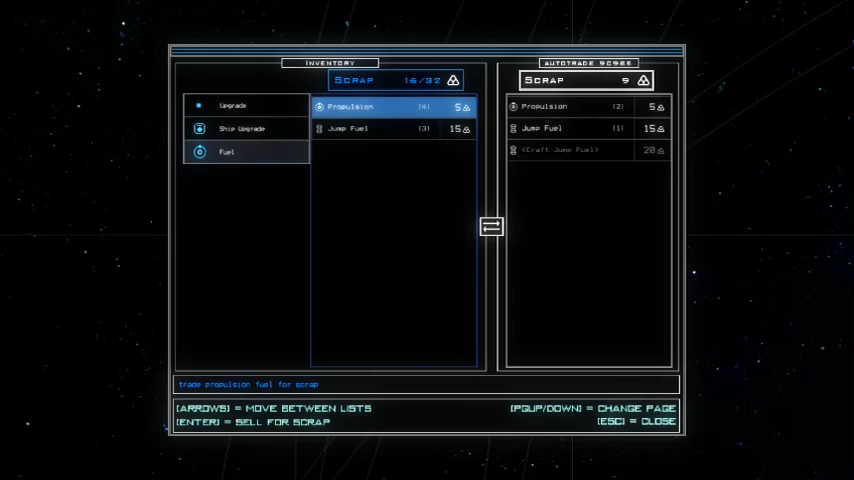 INVENTORY
AUTOTRADE 9C9BS
SCRAP 16/32
SCRAP 9
Upgrade
Ship Upgrade
Fuel
Propulsion (4) 5
Jump Fuel (3) 15
Propulsion (2) 5
Jump Fuel (1) 15
<Craft Jump Fuel> 20
trade propulsion fuel for scrap
[ARROWS] = MOVE BETWEEN LISTS
[PGUP/DOWN] = CHANGE PAGE
[ENTER] = SELL FOR SCRAP
[ESC] = CLOSE